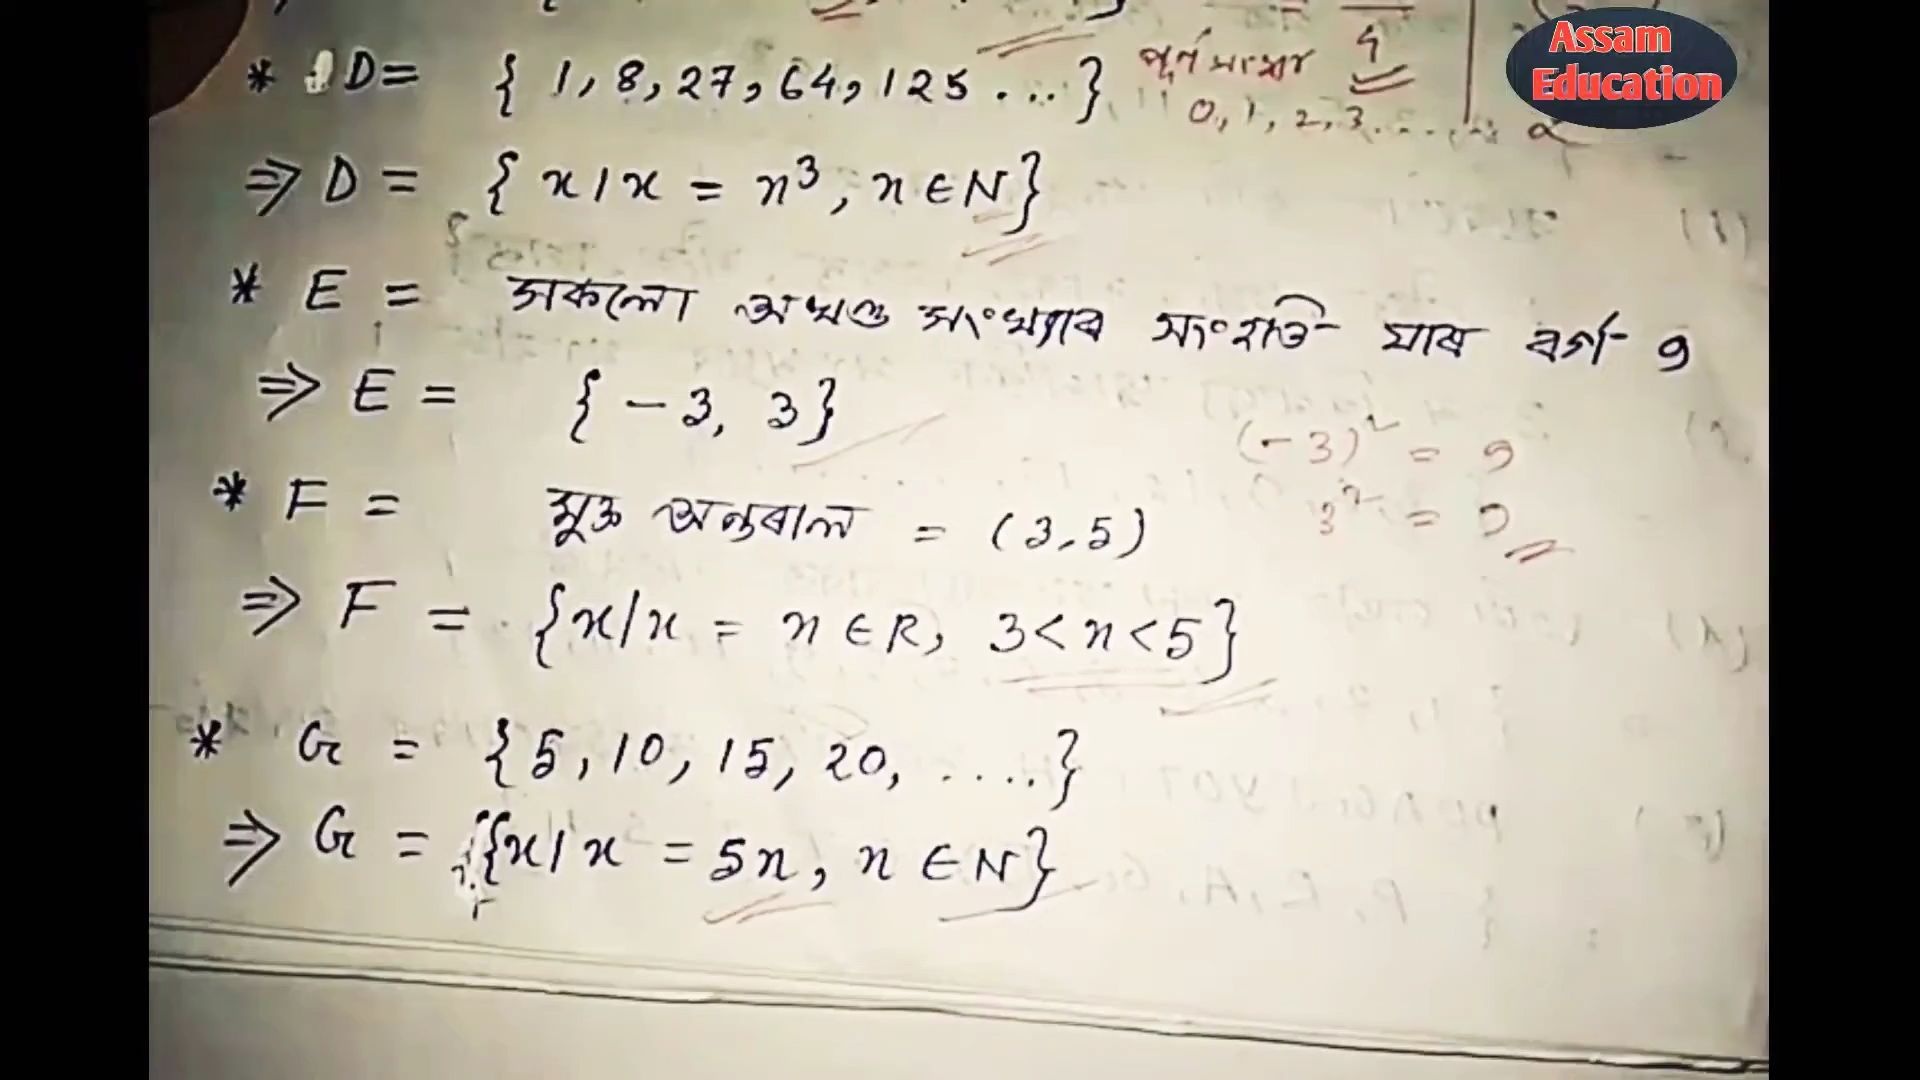 * D = { 1, 8, 27, 64, 125 ... }
পূৰ্ণ সংখ্যাৰ
0, 1, 2, 3.....
Assam
Education
⇒ D = { x / x = n³, n ∈ N }
* E = সকলো অখণ্ড সংখ্যাৰ সংহতি যাৰ বৰ্গ 9
⇒ E = { -3, 3 }
(-3)² = 9
3² = 9
* F = মুক্ত অন্তৰাল = (3, 5)
⇒ F = { x / x = n ∈ R, 3 < n < 5 }
* G = { 5, 10, 15, 20, ..... }
⇒ G = { x / x = 5n, n ∈ N }